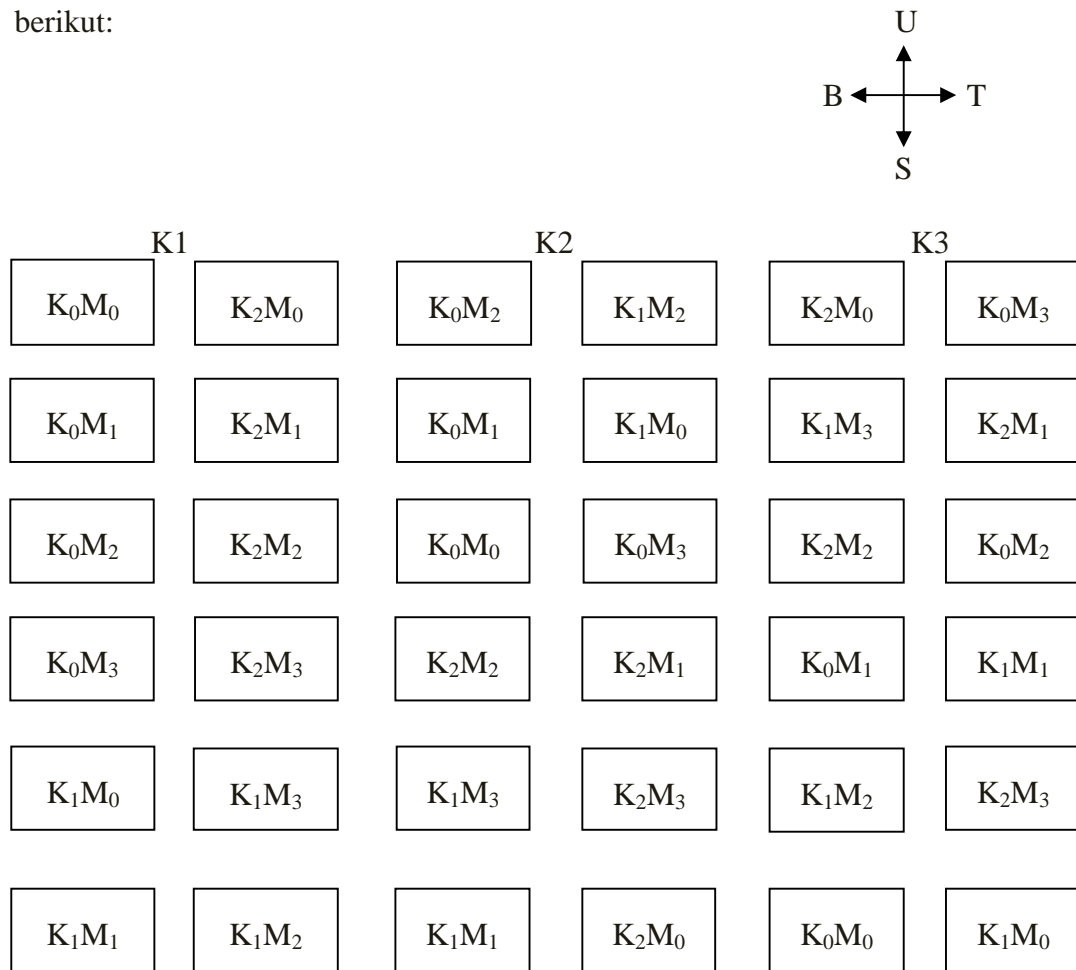 berikut:
U
B T
S
K1 K2 K3
K₀M₀ K₂M₀ K₀M₂ K₁M₂ K₂M₀ K₀M₃
K₀M₁ K₂M₁ K₀M₁ K₁M₀ K₁M₃ K₂M₁
K₀M₂ K₂M₂ K₀M₀ K₀M₃ K₂M₂ K₀M₂
K₀M₃ K₂M₃ K₂M₂ K₂M₁ K₀M₁ K₁M₁
K₁M₀ K₁M₃ K₁M₃ K₂M₃ K₁M₂ K₂M₃
K₁M₁ K₁M₂ K₁M₁ K₂M₀ K₀M₀ K₁M₀